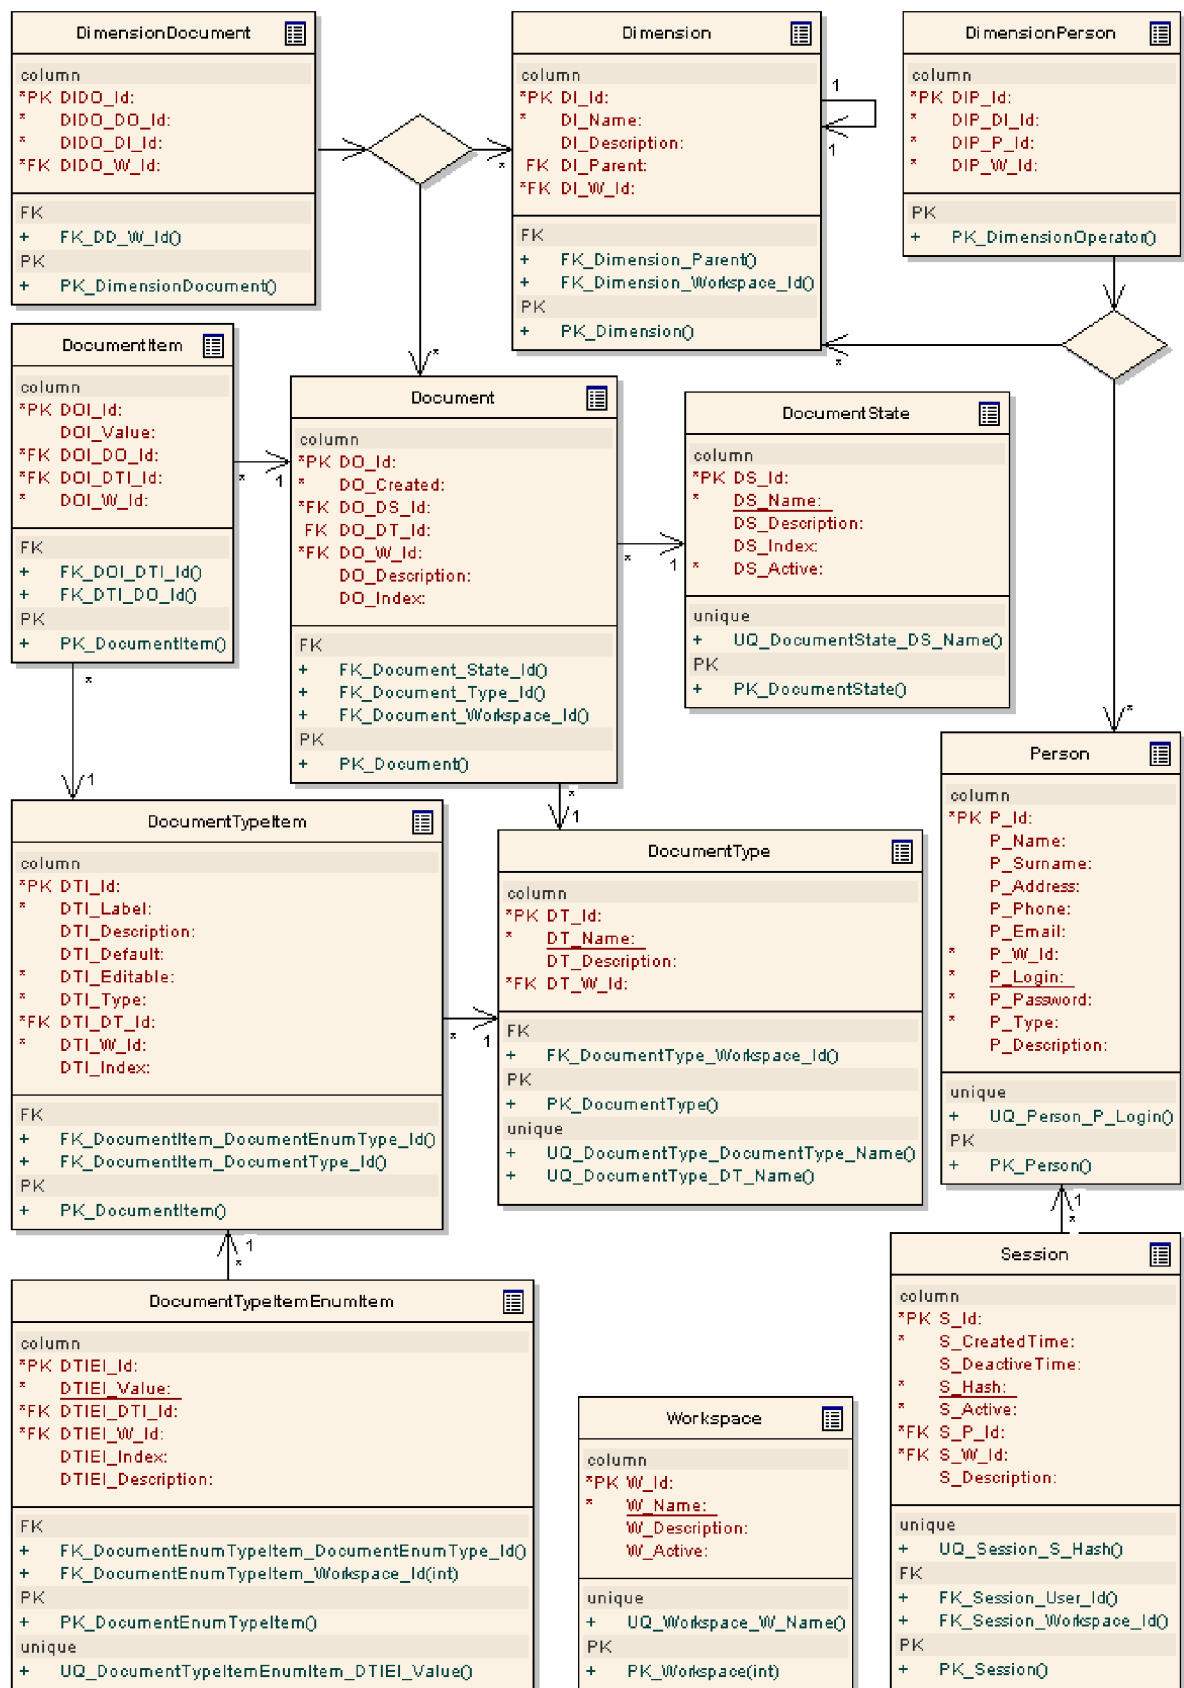 DimensionDocument
column
*PK DIDO_Id:
* DIDO_DO_Id:
* DIDO_DI_Id:
*FK DIDO_W_Id:
FK
+ FK_DD_W_Id()
PK
+ PK_DimensionDocument()
Dimension
column
*PK DI_Id:
* DI_Name:
DI_Description:
FK DI_Parent:
*FK DI_W_Id:
FK
+ FK_Dimension_Parent()
+ FK_Dimension_Workspace_Id()
PK
+ PK_Dimension()
1
1
*
DimensionPerson
column
*PK DIP_Id:
* DIP_DI_Id:
* DIP_P_Id:
* DIP_W_Id:
PK
+ PK_DimensionOperator()
*
*
DocumentItem
column
*PK DOI_Id:
DOI_Value:
*FK DOI_DO_Id:
*FK DOI_DTI_Id:
* DOI_W_Id:
FK
+ FK_DOI_DTI_Id()
+ FK_DTI_DO_Id()
PK
+ PK_DocumentItem()
* 1
Document
column
*PK DO_Id:
* DO_Created:
*FK DO_DS_Id:
FK DO_DT_Id:
*FK DO_W_Id:
DO_Description:
DO_Index:
FK
+ FK_Document_State_Id()
+ FK_Document_Type_Id()
+ FK_Document_Workspace_Id()
PK
+ PK_Document()
* 1
DocumentState
column
*PK DS_Id:
* DS_Name:
DS_Description:
DS_Index:
* DS_Active:
unique
+ UQ_DocumentState_DS_Name()
PK
+ PK_DocumentState()
*
*
1
*
1
Person
column
*PK P_Id:
P_Name:
P_Surname:
P_Address:
P_Phone:
P_Email:
* P_W_Id:
* P_Login:
* P_Password:
* P_Type:
P_Description:
unique
+ UQ_Person_P_Login()
PK
+ PK_Person()
DocumentTypeItem
column
*PK DTI_Id:
* DTI_Label:
DTI_Description:
DTI_Default:
* DTI_Editable:
* DTI_Type:
*FK DTI_DT_Id:
* DTI_W_Id:
DTI_Index:
FK
+ FK_DocumentItem_DocumentEnumType_Id()
+ FK_DocumentItem_DocumentType_Id()
PK
+ PK_DocumentItem()
* 1
DocumentType
column
*PK DT_Id:
* DT_Name:
DT_Description:
*FK DT_W_Id:
FK
+ FK_DocumentType_Workspace_Id()
PK
+ PK_DocumentType()
unique
+ UQ_DocumentType_DocumentType_Name()
+ UQ_DocumentType_DT_Name()
1
*
1
*
DocumentTypeItemEnumItem
column
*PK DTIEI_Id:
* DTIEI_Value:
*FK DTIEI_DTI_Id:
*FK DTIEI_W_Id:
DTIEI_Index:
DTIEI_Description:
FK
+ FK_DocumentEnumTypeItem_DocumentEnumType_Id()
+ FK_DocumentEnumTypeItem_Workspace_Id(int)
PK
+ PK_DocumentEnumTypeItem()
unique
+ UQ_DocumentTypeItemEnumItem_DTIEI_Value()
Workspace
column
*PK W_Id:
* W_Name:
W_Description:
W_Active:
unique
+ UQ_Workspace_W_Name()
PK
+ PK_Workspace(int)
Session
column
*PK S_Id:
* S_CreatedTime:
S_DeactiveTime:
* S_Hash:
* S_Active:
*FK S_P_Id:
*FK S_W_Id:
S_Description:
unique
+ UQ_Session_S_Hash()
FK
+ FK_Session_User_Id()
+ FK_Session_Workspace_Id()
PK
+ PK_Session()